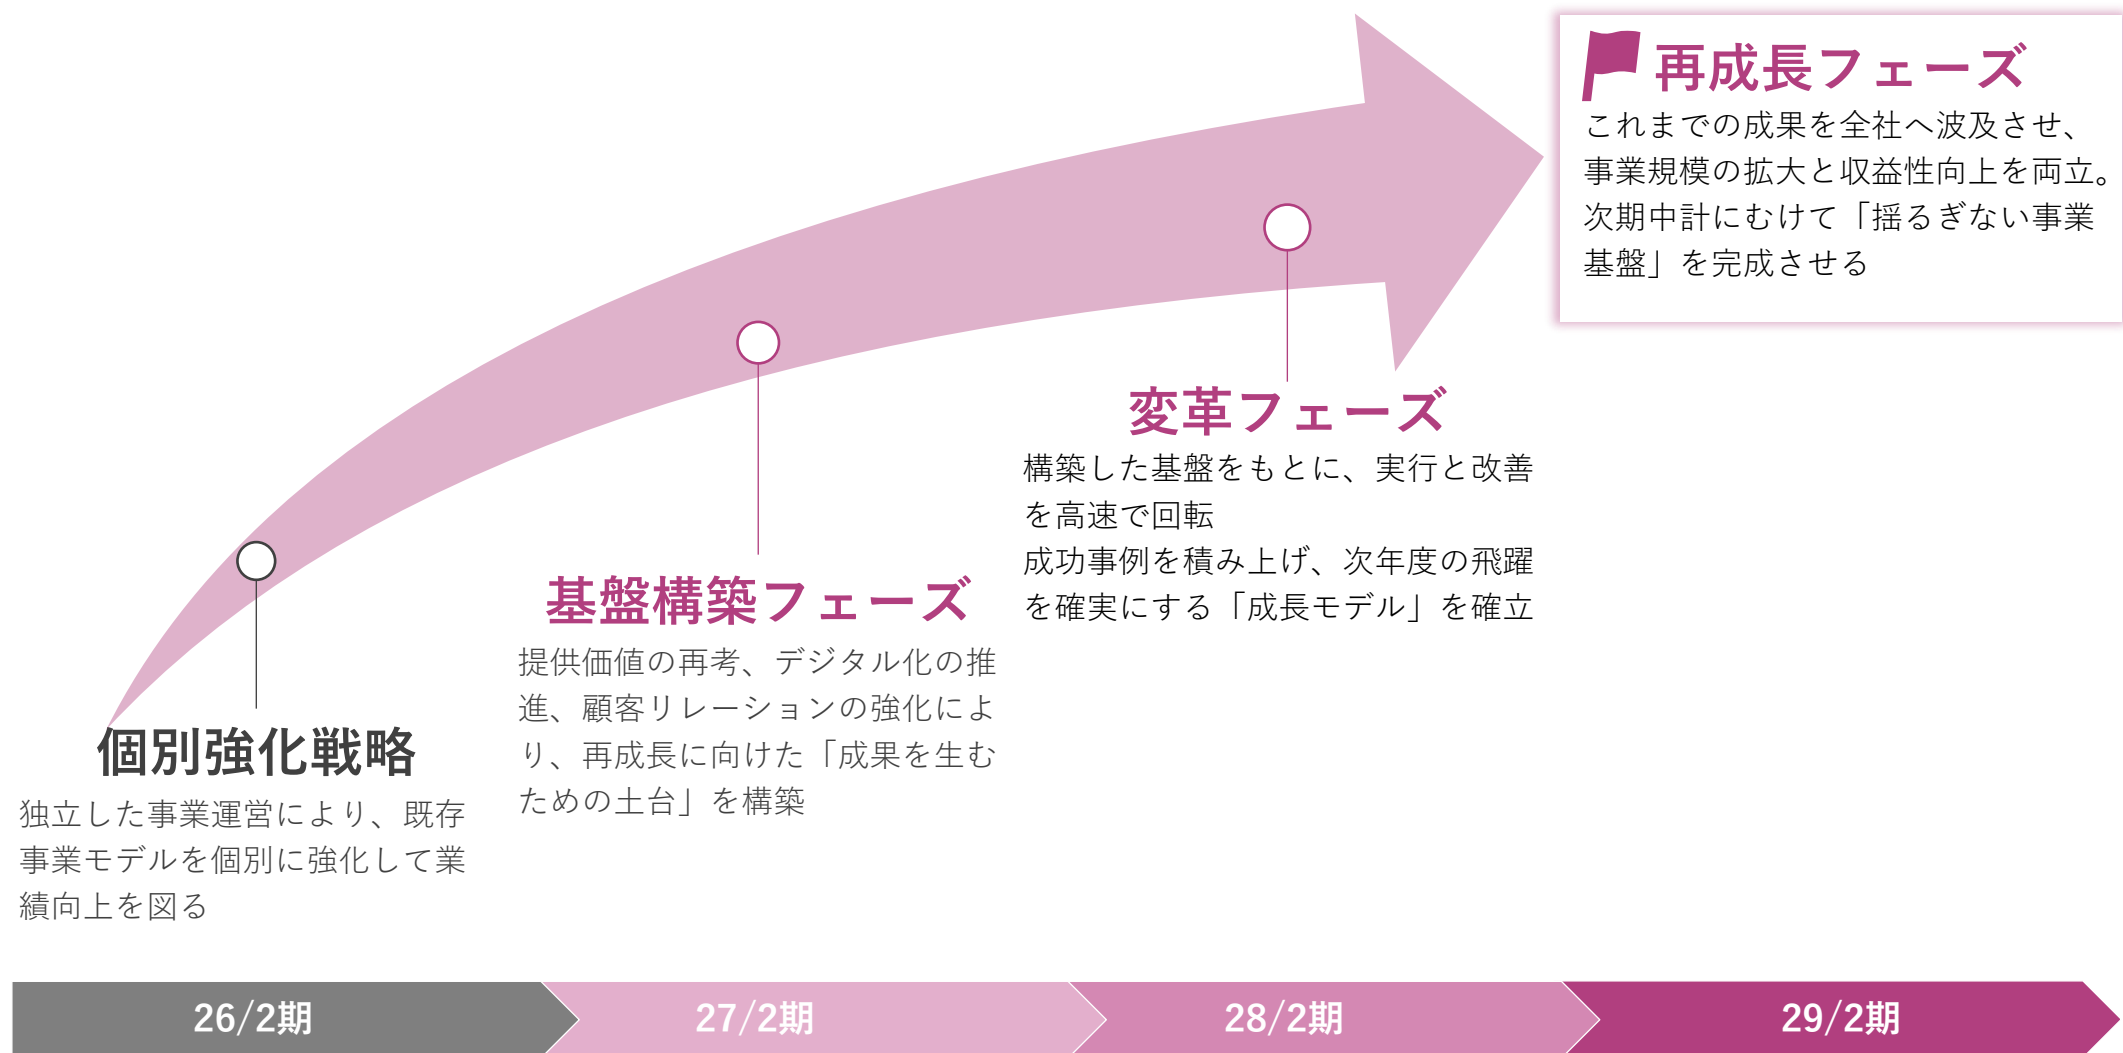 再成長フェーズ
これまでの成果を全社へ波及させ、
事業規模の拡大と収益性向上を両立。
次期中計にむけて「揺るぎない事業
基盤」を完成させる
変革フェーズ
構築した基盤をもとに、実行と改善
を高速で回転
成功事例を積み上げ、次年度の飛躍
を確実にする「成長モデル」を確立
基盤構築フェーズ
提供価値の再考、デジタル化の推
進、顧客リレーションの強化によ
り、再成長に向けた「成果を生む
ための土台」を構築
個別強化戦略
独立した事業運営により、既存
事業モデルを個別に強化して業
績向上を図る
26/2期
27/2期
28/2期
29/2期